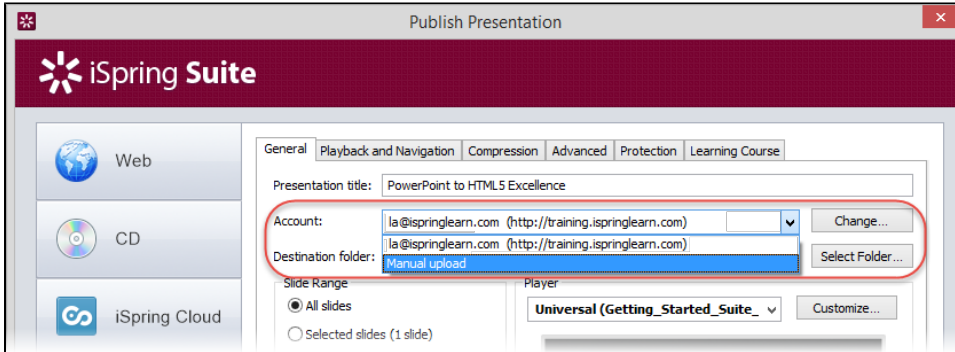 Publish Presentation
iSpring Suite
Web
CD
iSpring Cloud
General Playback and Navigation Compression Advanced Protection Learning Course
Presentation title: PowerPoint to HTML5 Excellence
Account: la@ispringlearn.com (http://training.ispringlearn.com) Change...
la@ispringlearn.com (http://training.ispringlearn.com)
Destination folder: Manual upload Select Folder...
Slide Range Player
All slides Universal (Getting_Started_Suite_ Customize...
Selected slides (1 slide)